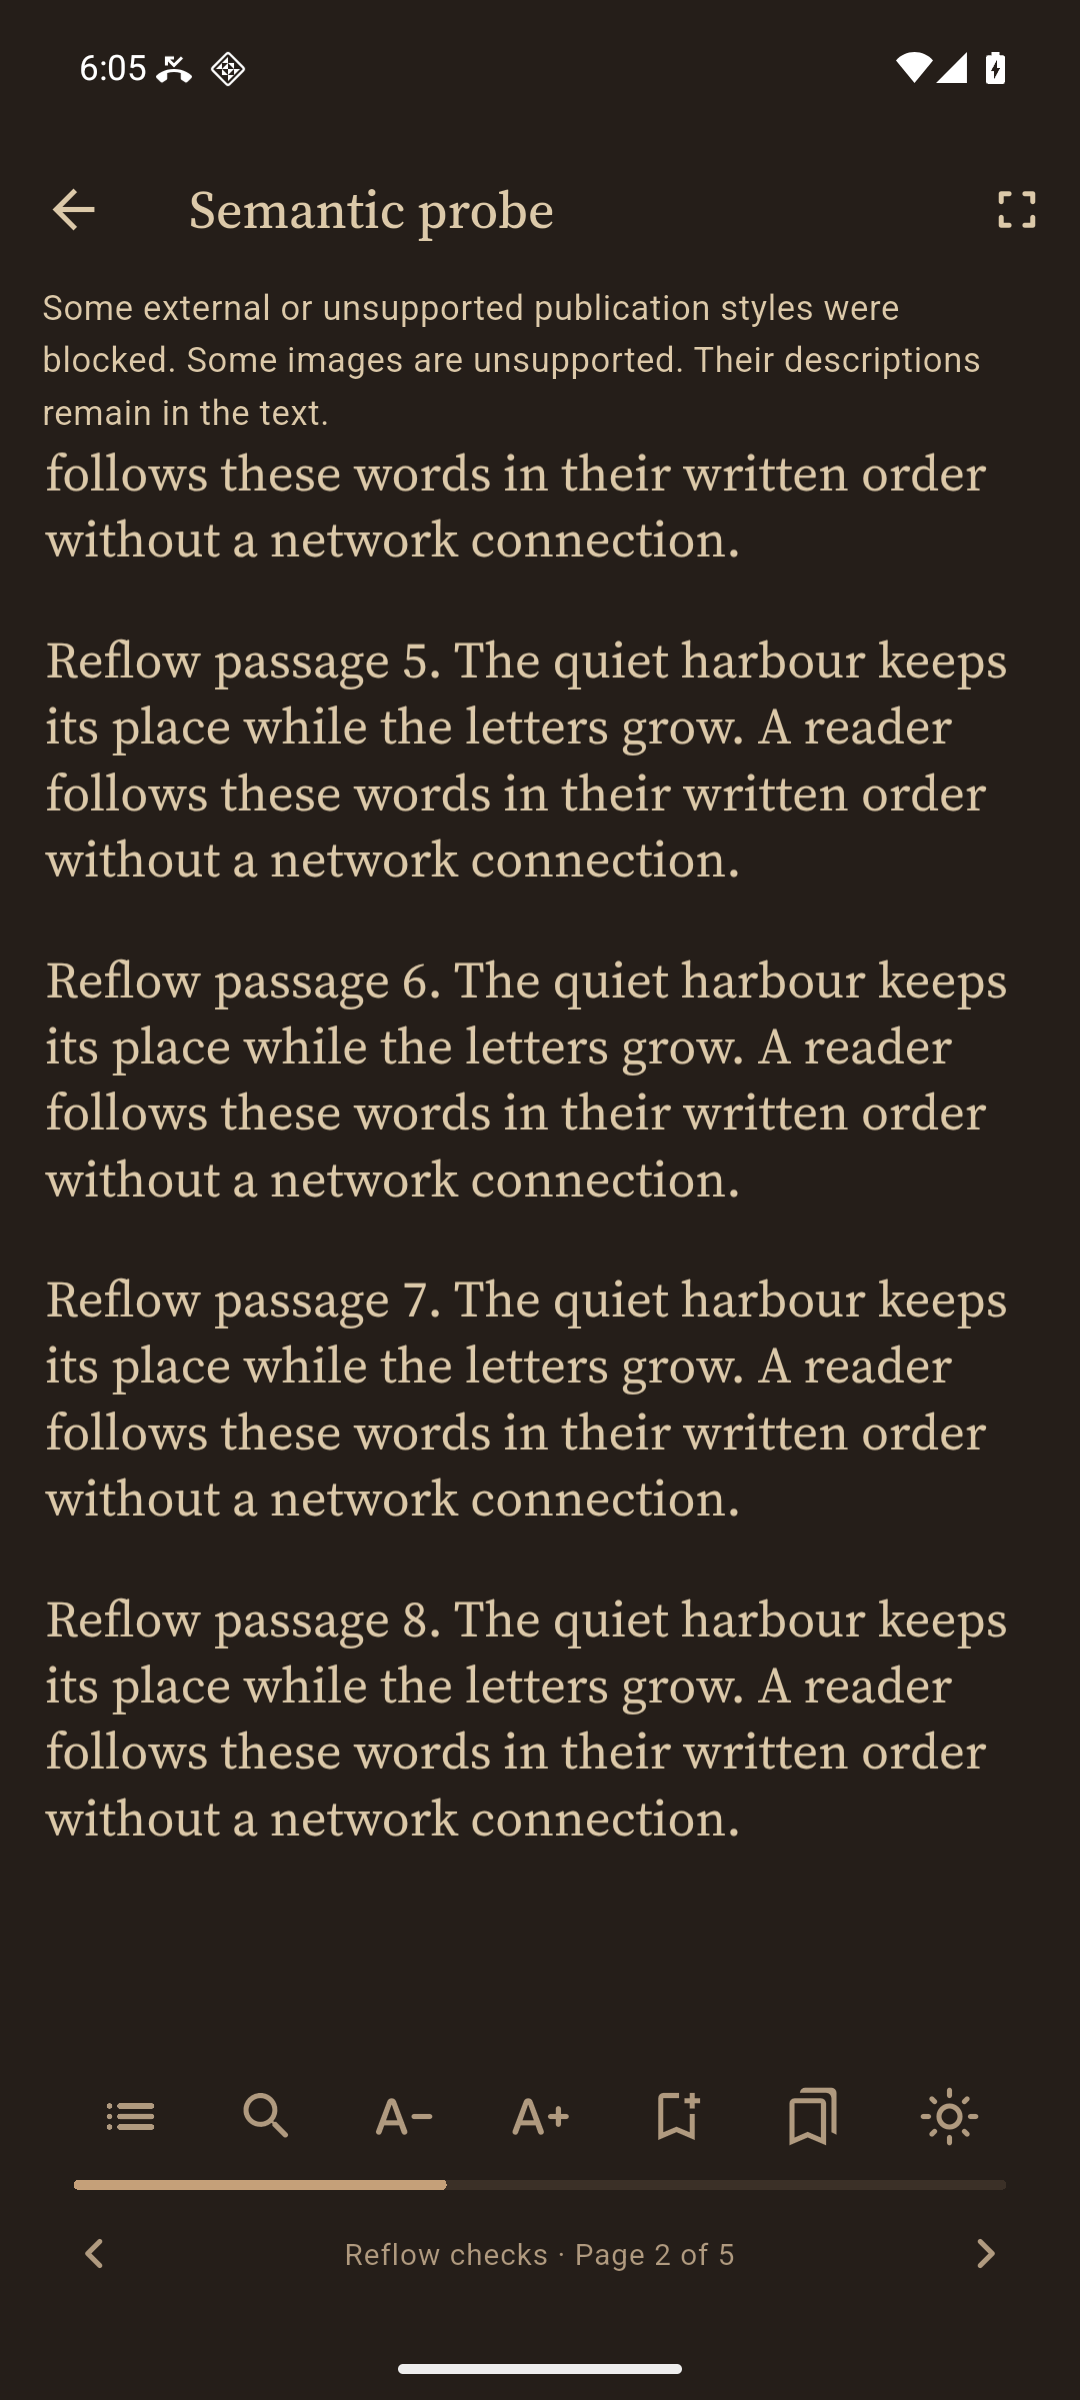 6:05
Semantic probe
Some external or unsupported publication styles were
blocked. Some images are unsupported. Their descriptions
remain in the text.
follows these words in their written order
without a network connection.
Reflow passage 5. The quiet harbour keeps
its place while the letters grow. A reader
follows these words in their written order
without a network connection.
Reflow passage 6. The quiet harbour keeps
its place while the letters grow. A reader
follows these words in their written order
without a network connection.
Reflow passage 7. The quiet harbour keeps
its place while the letters grow. A reader
follows these words in their written order
without a network connection.
Reflow passage 8. The quiet harbour keeps
its place while the letters grow. A reader
follows these words in their written order
without a network connection.
A− A+
Reflow checks · Page 2 of 5